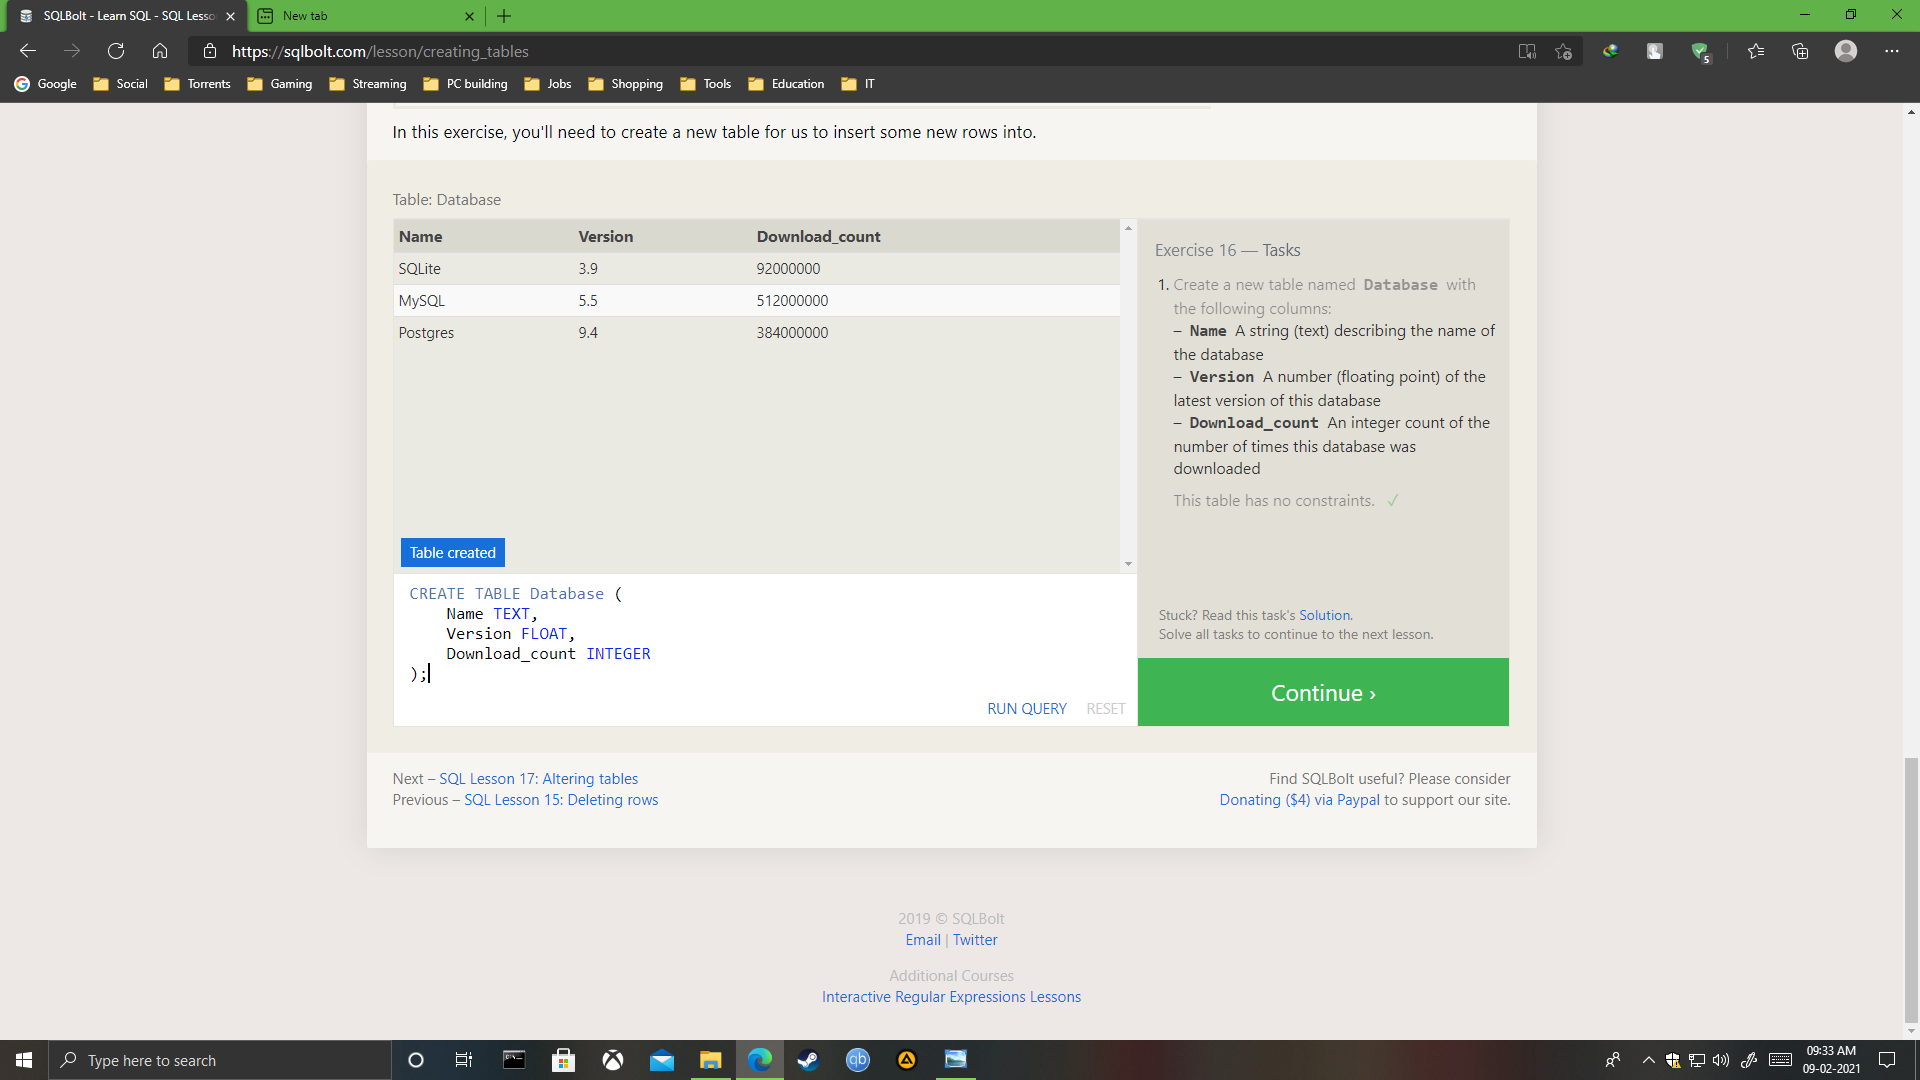 SQLBolt - Learn SQL - SQL Lesso
New tab
https://sqlbolt.com/lesson/creating_tables
5
Google
Social
Torrents
Gaming
Streaming
PC building
Jobs
Shopping
Tools
Education
IT
In this exercise, you'll need to create a new table for us to insert some new rows into.
Table: Database
Name Version Download_count
SQLite 3.9 92000000
MySQL 5.5 512000000
Postgres 9.4 384000000
Table created
CREATE TABLE Database (
Name TEXT,
Version FLOAT,
Download_count INTEGER
);
RUN QUERY RESET
Exercise 16 — Tasks
1. Create a new table named Database with
the following columns:
– Name A string (text) describing the name of
the database
– Version A number (floating point) of the
latest version of this database
– Download_count An integer count of the
number of times this database was
downloaded
This table has no constraints. ✓
Stuck? Read this task's Solution.
Solve all tasks to continue to the next lesson.
Continue ›
Next – SQL Lesson 17: Altering tables
Previous – SQL Lesson 15: Deleting rows
Find SQLBolt useful? Please consider
Donating ($4) via Paypal to support our site.
2019 © SQLBolt
Email | Twitter
Additional Courses
Interactive Regular Expressions Lessons
Type here to search
qb
09:33 AM
09-02-2021